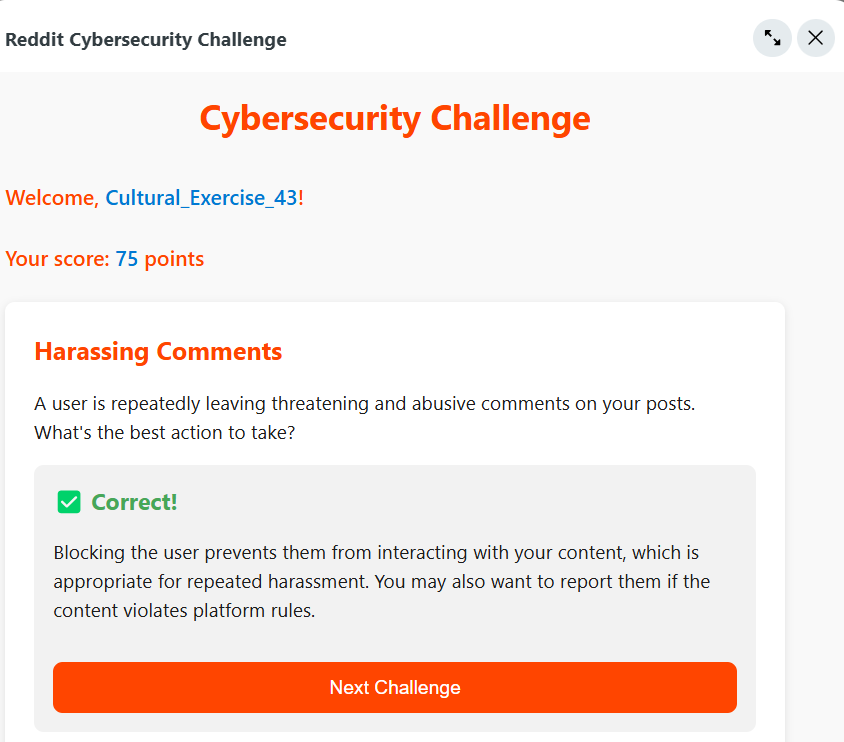 Reddit Cybersecurity Challenge
Cybersecurity Challenge
Welcome, Cultural_Exercise_43!
Your score: 75 points
Harassing Comments
A user is repeatedly leaving threatening and abusive comments on your posts.
What's the best action to take?
Correct!
Blocking the user prevents them from interacting with your content, which is
appropriate for repeated harassment. You may also want to report them if the
content violates platform rules.
Next Challenge